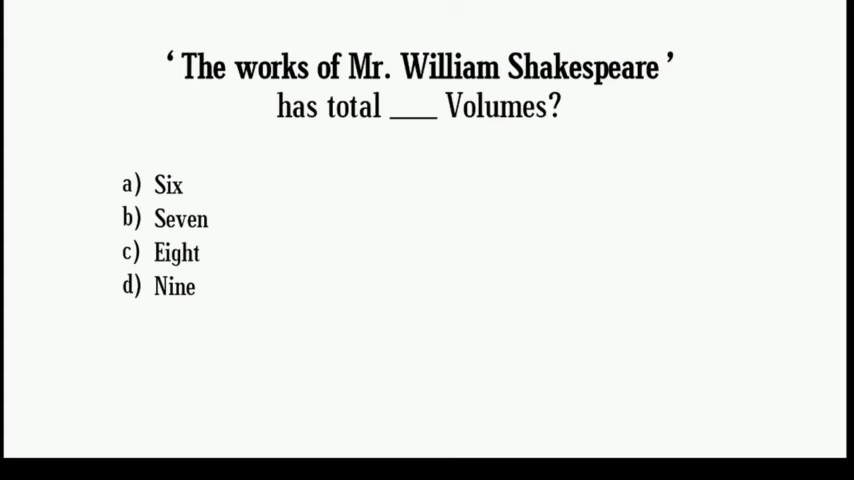 ‘ The works of Mr. William Shakespeare ’
has total ___ Volumes?
a) Six
b) Seven
c) Eight
d) Nine